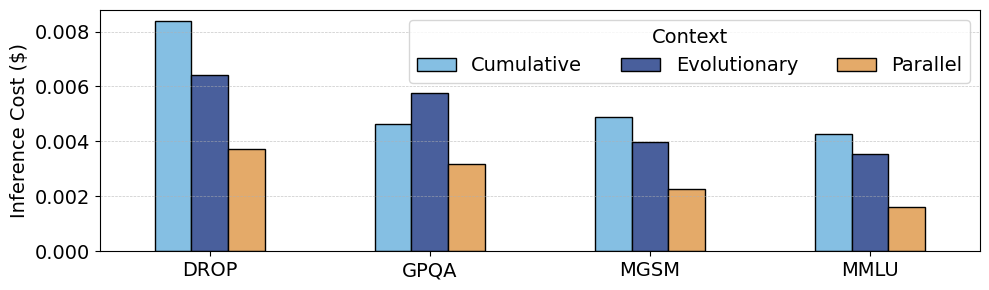 Inference Cost ($)
0.008
0.006
0.004
0.002
0.000
Context
Cumulative Evolutionary Parallel
DROP GPQA MGSM MMLU